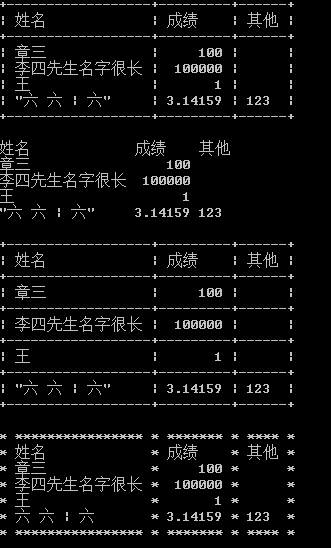 +------------------+---------+------+
¦ 姓名             ¦ 成绩    ¦ 其他 ¦
+------------------+---------+------+
¦ 章三             ¦     100 ¦      ¦
¦ 李四先生名字很长 ¦  100000 ¦      ¦
¦ 王               ¦       1 ¦      ¦
¦ "六 六 ¦ 六"     ¦ 3.14159 ¦ 123  ¦
+------------------+---------+------+
姓名             成绩    其他
章三                 100
李四先生名字很长  100000
王                     1
"六 六 ¦ 六"     3.14159 123
+------------------+---------+------+
¦ 姓名             ¦ 成绩    ¦ 其他 ¦
+------------------+---------+------+
¦ 章三             ¦     100 ¦      ¦
+------------------+---------+------+
¦ 李四先生名字很长 ¦  100000 ¦      ¦
+------------------+---------+------+
¦ 王               ¦       1 ¦      ¦
+------------------+---------+------+
¦ "六 六 ¦ 六"     ¦ 3.14159 ¦ 123  ¦
+------------------+---------+------+
* **************** * ******* * **** *
* 姓名             * 成绩    * 其他 *
* 章三             *     100 *      *
* 李四先生名字很长 *  100000 *      *
* 王               *       1 *      *
* 六 六 ¦ 六       * 3.14159 * 123  *
* **************** * ******* * **** *